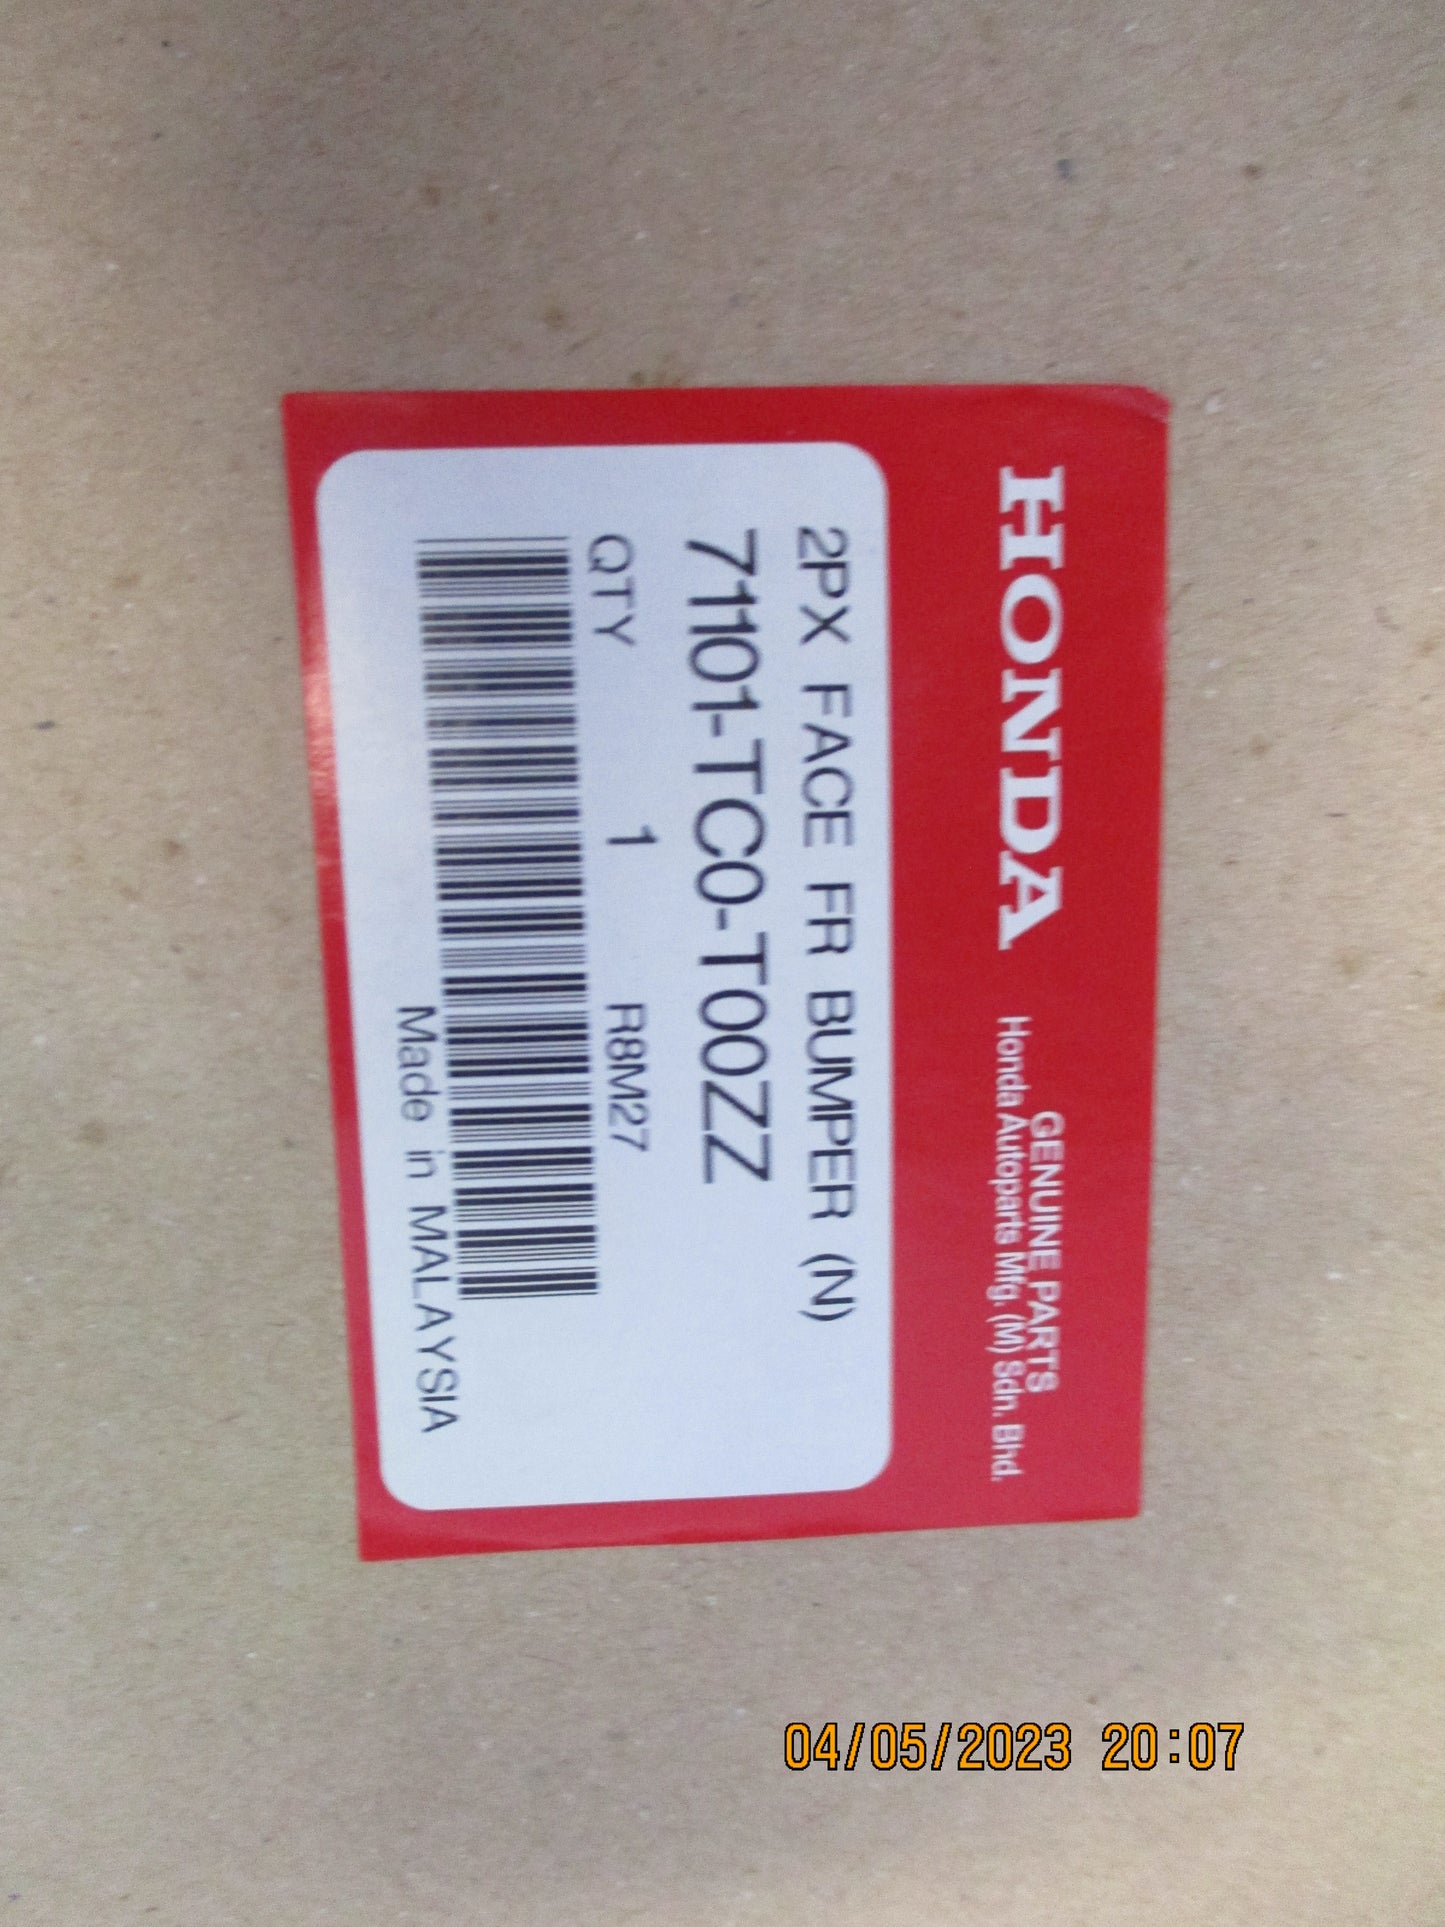 HONDA
GENUINE PARTS
Honda Autoparts Mfg. (M) Sdn. Bhd.
2PX FACE FR BUMPER (N)
71101-TC0-T00ZZ
QTY 1 R8M27
Made in MALAYSIA
04/05/2023 20:07